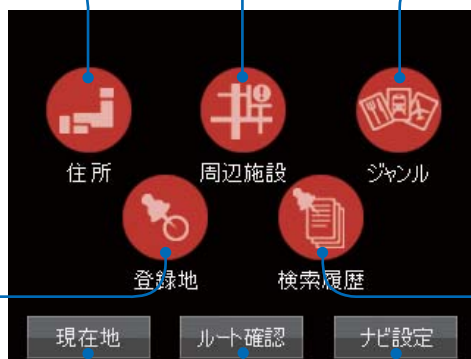 住所
周辺施設
ジャンル
登録地
検索履歴
現在地
ルート確認
ナビ設定